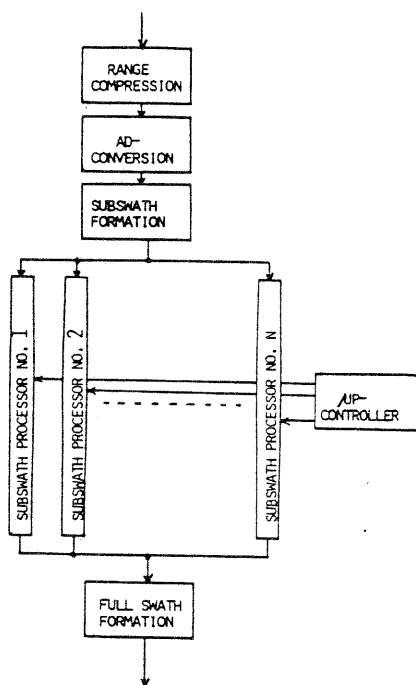 RANGE
COMPRESSION
AD-
CONVERSION
SUBSWATH
FORMATION
SUBSWATH PROCESSOR NO. 1
SUBSWATH PROCESSOR NO. 2
SUBSWATH PROCESSOR NO. N
/UP-
CONTROLLER
FULL SWATH
FORMATION